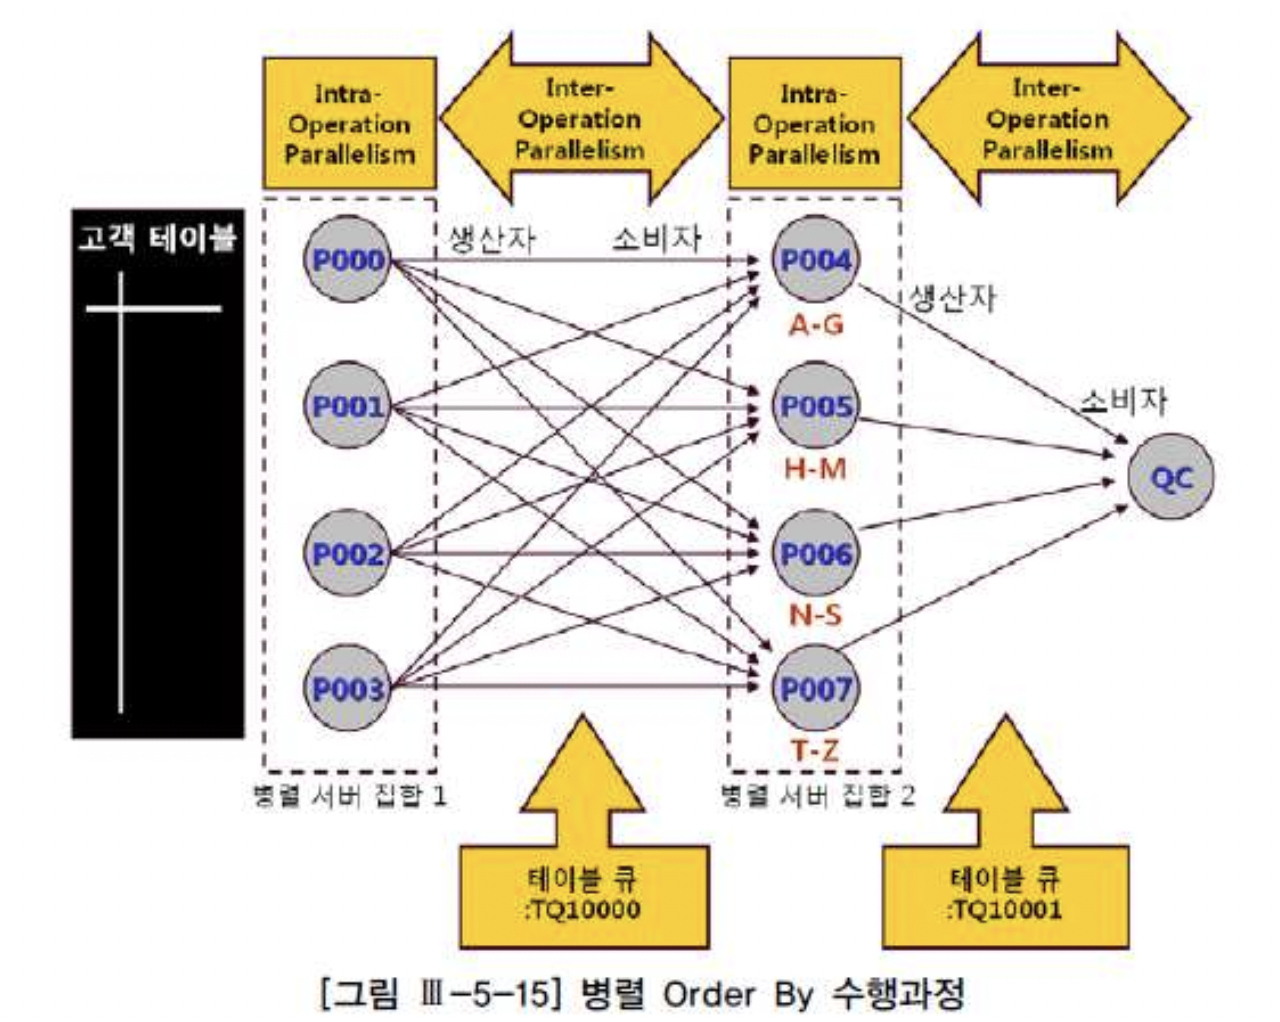 Intra-
Operation
Parallelism
Inter-
Operation
Parallelism
Intra-
Operation
Parallelism
Inter-
Operation
Parallelism
고객 테이블
P000
P001
P002
P003
생산자
소비자
P004
A-G
P005
H-M
P006
N-S
P007
T-Z
생산자
소비자
QC
병렬 서버 집합 1
병렬 서버 집합 2
테이블 큐
:TQ10000
테이블 큐
:TQ10001
[그림 Ⅲ-5-15] 병렬 Order By 수행과정